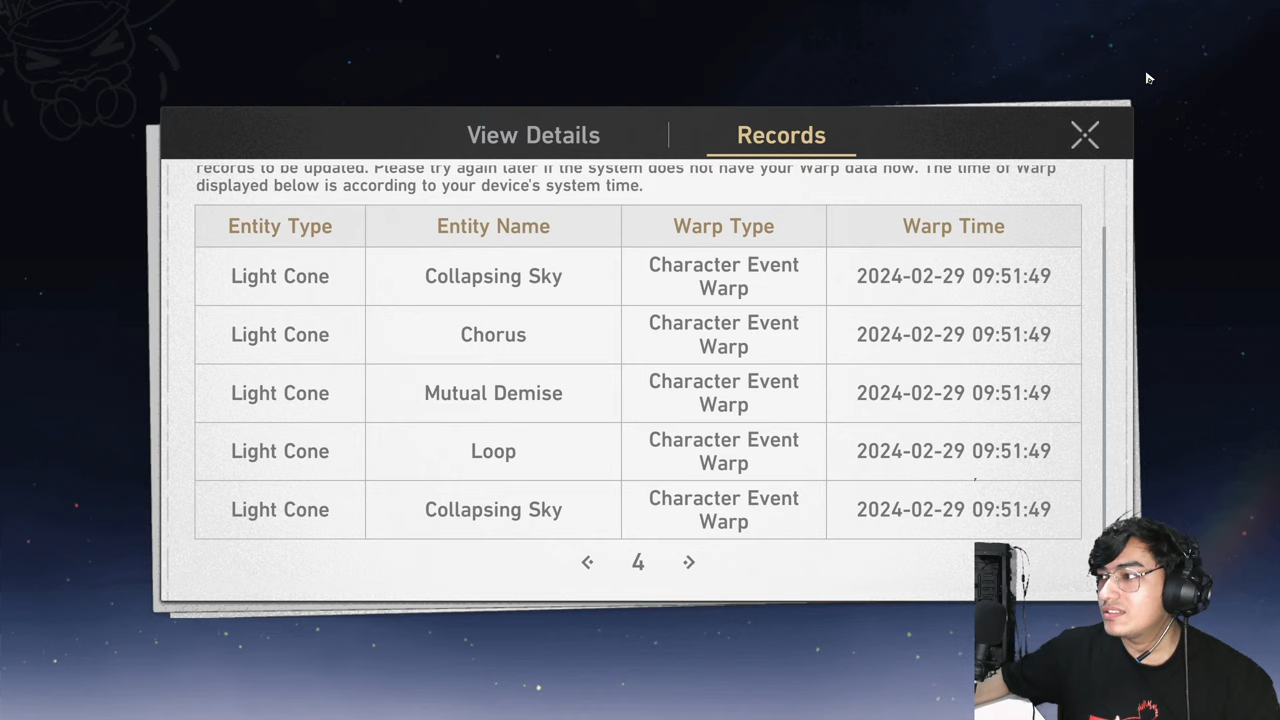 View Details
Records
records to be updated. Please try again later if the system does not have your Warp data now. The time of Warp
displayed below is according to your device's system time.
Entity Type Entity Name Warp Type Warp Time
Light Cone Collapsing Sky Character Event Warp 2024-02-29 09:51:49
Light Cone Chorus Character Event Warp 2024-02-29 09:51:49
Light Cone Mutual Demise Character Event Warp 2024-02-29 09:51:49
Light Cone Loop Character Event Warp 2024-02-29 09:51:49
Light Cone Collapsing Sky Character Event Warp 2024-02-29 09:51:49
4